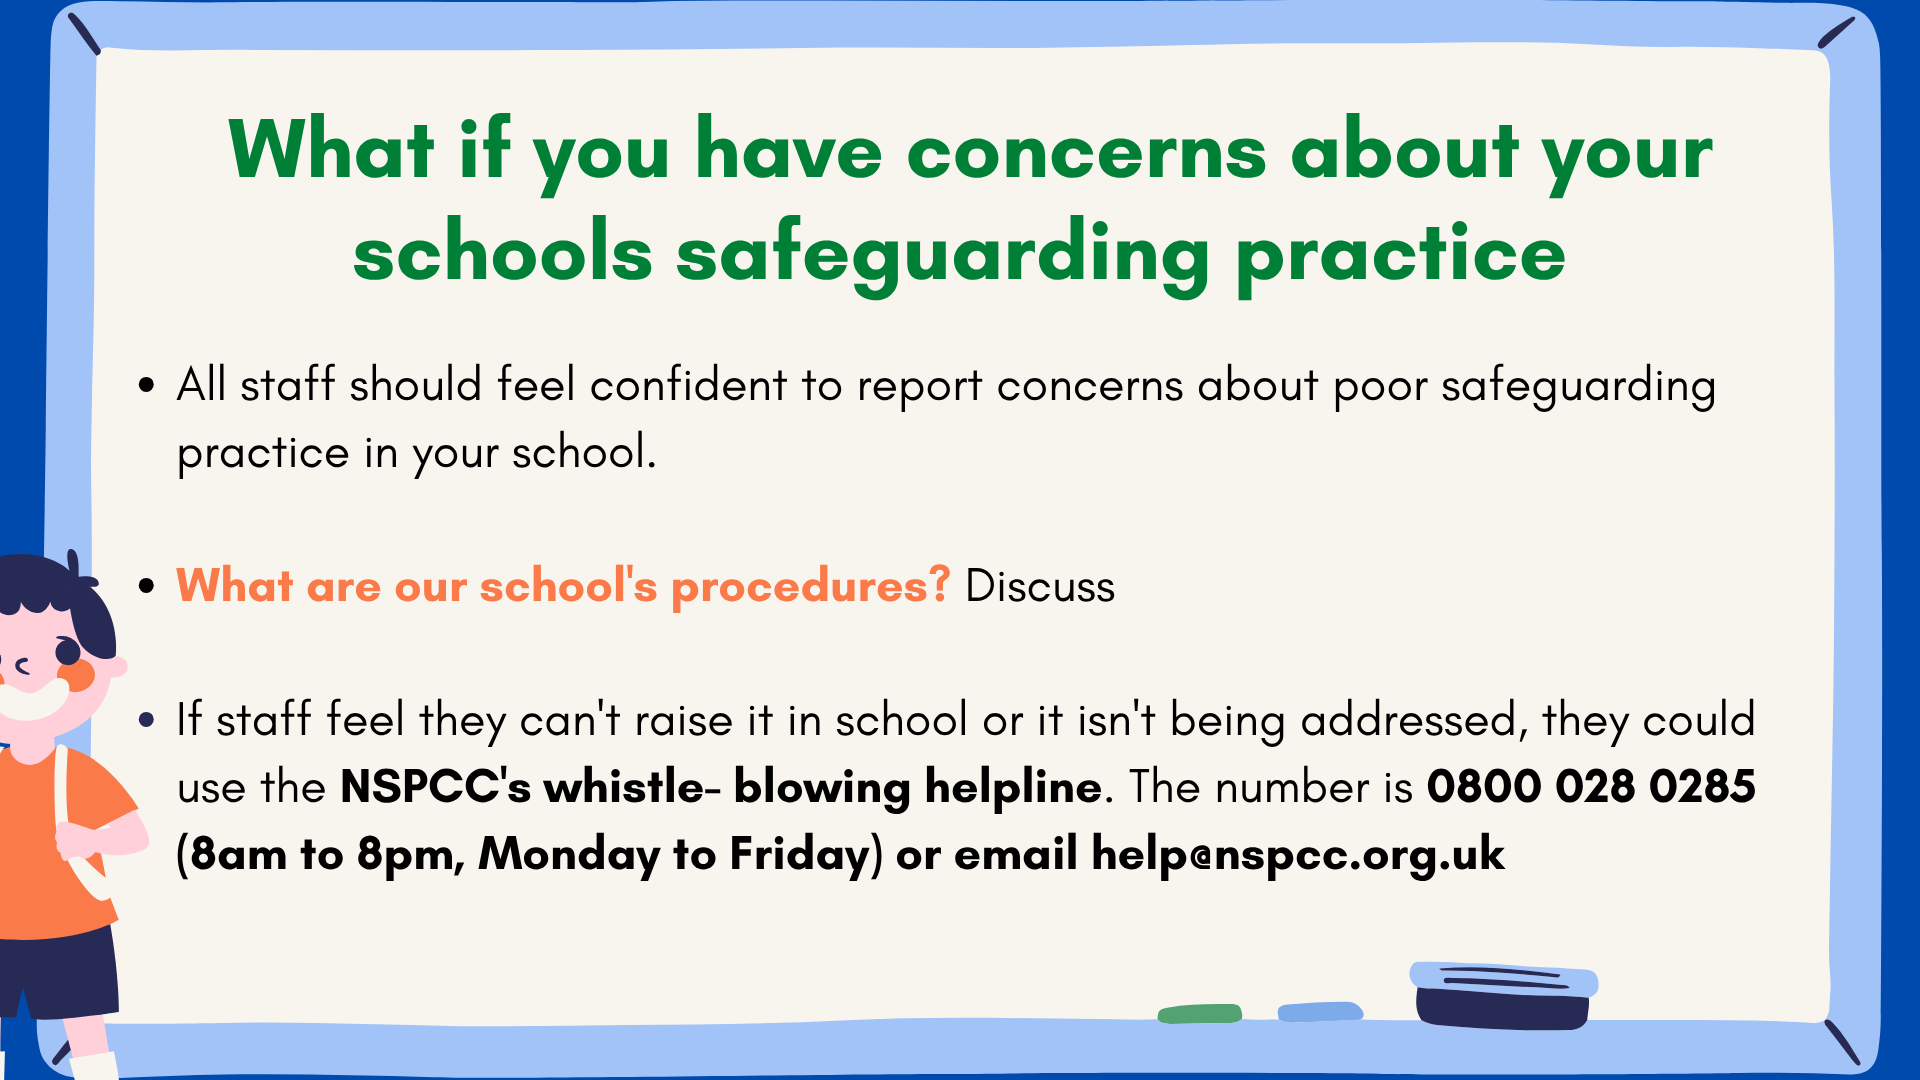 What if you have concerns about your
schools safeguarding practice
• All staff should feel confident to report concerns about poor safeguarding
practice in your school.
• What are our school's procedures? Discuss
• If staff feel they can't raise it in school or it isn't being addressed, they could
use the NSPCC's whistle- blowing helpline. The number is 0800 028 0285
(8am to 8pm, Monday to Friday) or email help@nspcc.org.uk